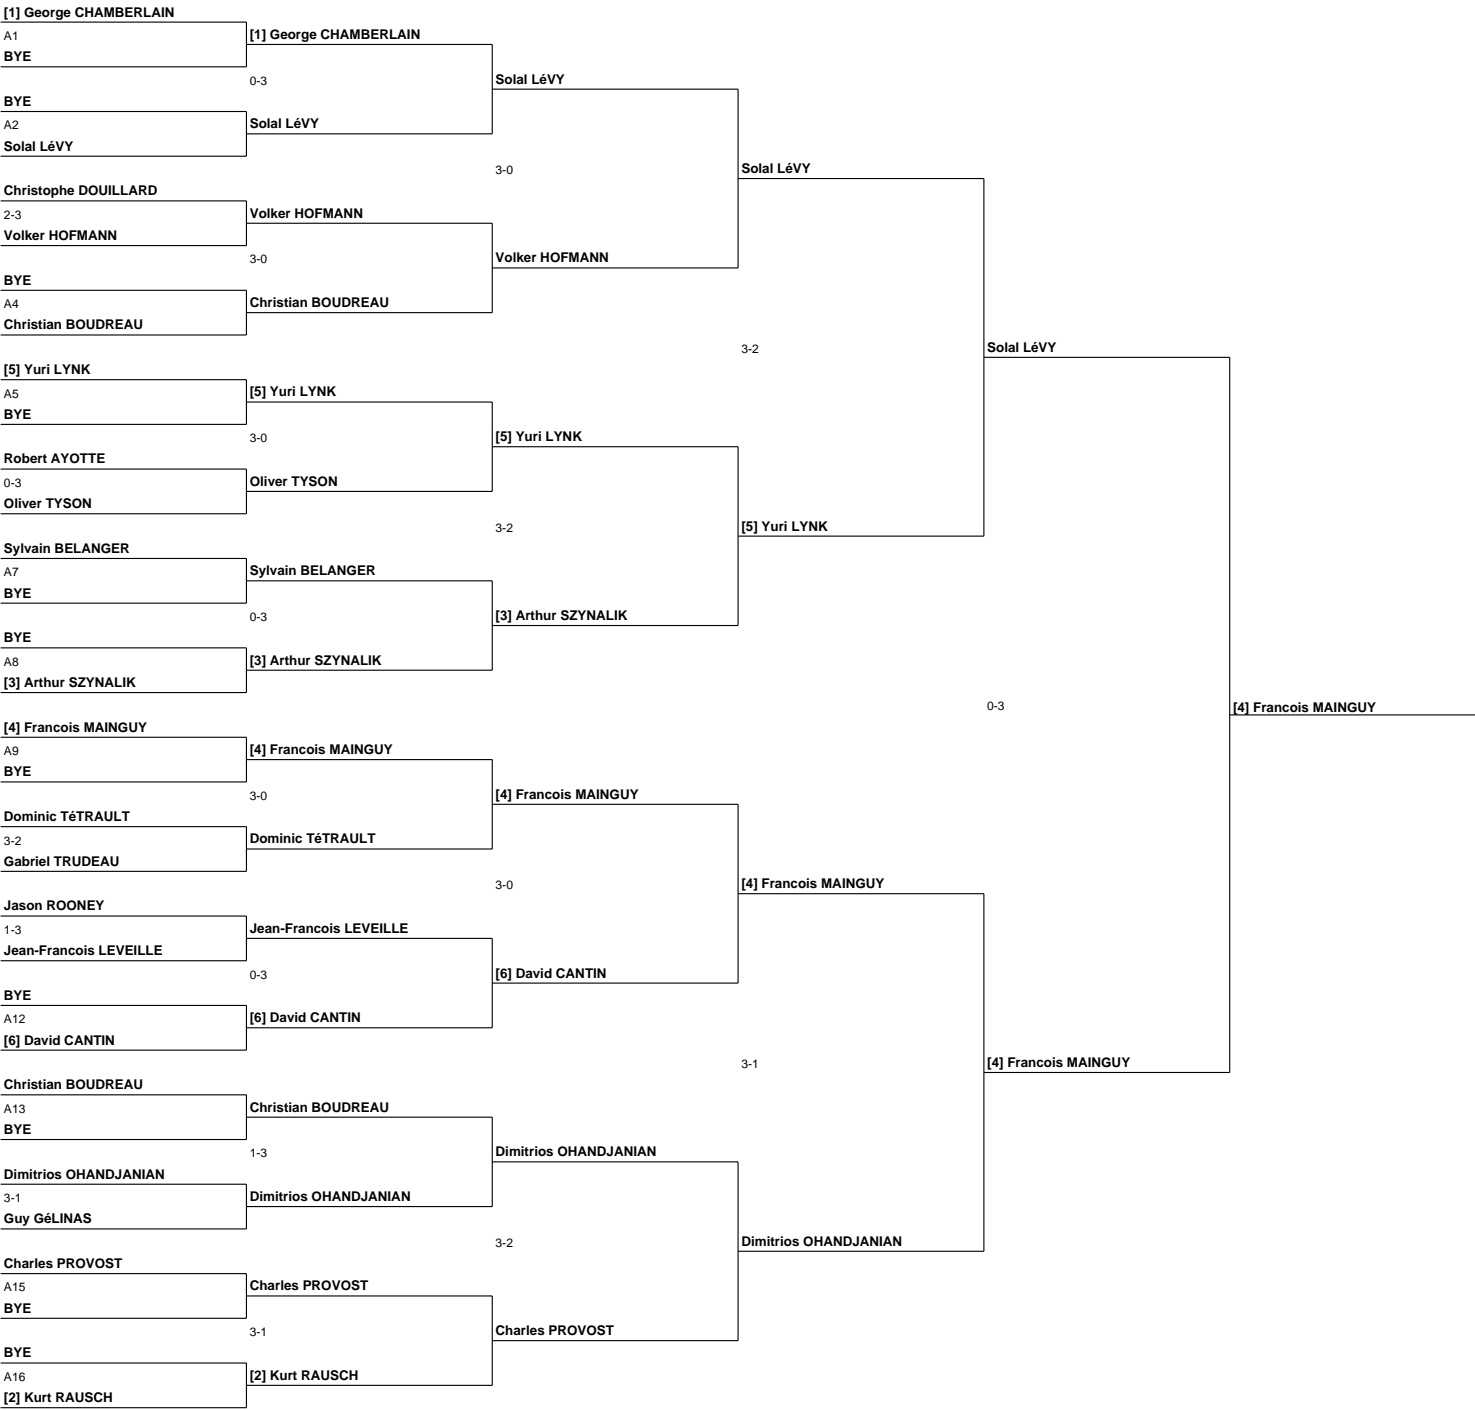 [1] George CHAMBERLAIN
A1
[1] George CHAMBERLAIN
BYE
0-3
Solal LéVY
BYE
A2
Solal LéVY
Solal LéVY
3-0
Solal LéVY
Christophe DOUILLARD
2-3
Volker HOFMANN
Volker HOFMANN
3-0
Volker HOFMANN
BYE
A4
Christian BOUDREAU
Christian BOUDREAU
3-2
Solal LéVY
[5] Yuri LYNK
A5
[5] Yuri LYNK
BYE
3-0
[5] Yuri LYNK
Robert AYOTTE
0-3
Oliver TYSON
Oliver TYSON
3-2
[5] Yuri LYNK
Sylvain BELANGER
A7
Sylvain BELANGER
BYE
0-3
[3] Arthur SZYNALIK
BYE
A8
[3] Arthur SZYNALIK
[3] Arthur SZYNALIK
0-3
[4] Francois MAINGUY
[4] Francois MAINGUY
A9
[4] Francois MAINGUY
BYE
3-0
[4] Francois MAINGUY
Dominic TéTRAULT
3-2
Dominic TéTRAULT
Gabriel TRUDEAU
3-0
[4] Francois MAINGUY
Jason ROONEY
1-3
Jean-Francois LEVEILLE
Jean-Francois LEVEILLE
0-3
[6] David CANTIN
BYE
A12
[6] David CANTIN
[6] David CANTIN
3-1
[4] Francois MAINGUY
Christian BOUDREAU
A13
Christian BOUDREAU
BYE
1-3
Dimitrios OHANDJANIAN
Dimitrios OHANDJANIAN
3-1
Dimitrios OHANDJANIAN
Guy GéLINAS
3-2
Dimitrios OHANDJANIAN
Charles PROVOST
A15
Charles PROVOST
BYE
3-1
Charles PROVOST
BYE
A16
[2] Kurt RAUSCH
[2] Kurt RAUSCH